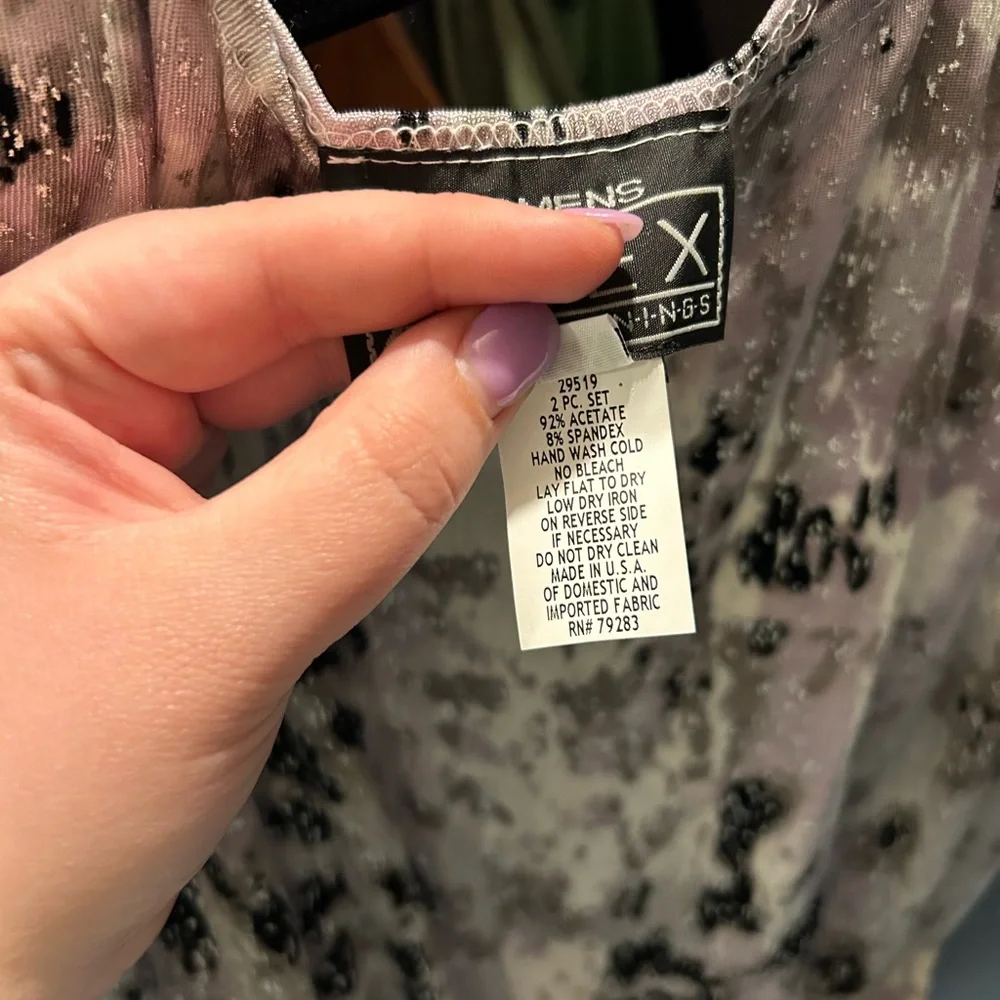 MENS
X
N·I·N·G·S
29519
2 PC. SET
92% ACETATE
8% SPANDEX
HAND WASH COLD
NO BLEACH
LAY FLAT TO DRY
LOW DRY IRON
ON REVERSE SIDE
IF NECESSARY
DO NOT DRY CLEAN
MADE IN U.S.A.
OF DOMESTIC AND
IMPORTED FABRIC
RN# 79283